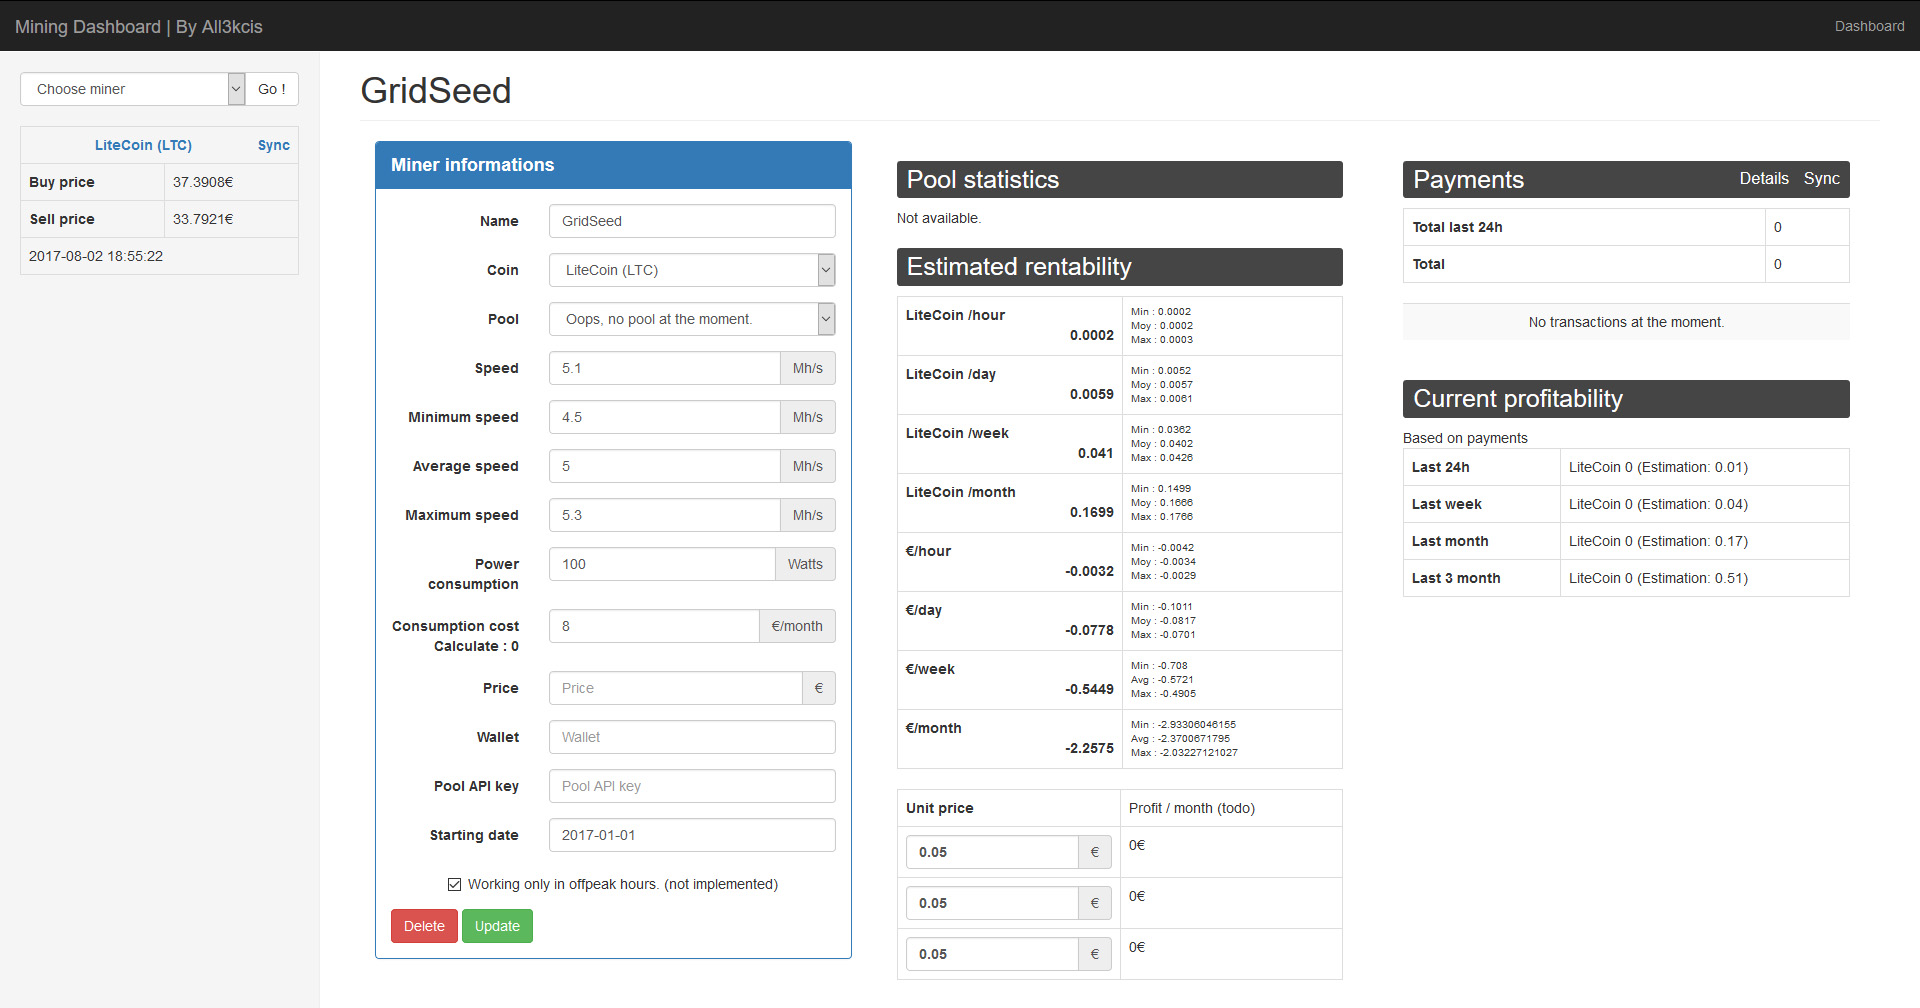 Mining Dashboard | By All3kcis
Dashboard
Choose miner
Go !
LiteCoin (LTC) Sync
Buy price 37.3908€
Sell price 33.7921€
2017-08-02 18:55:22
GridSeed
Miner informations
Name GridSeed
Coin LiteCoin (LTC)
Pool Oops, no pool at the moment.
Speed 5.1 Mh/s
Minimum speed 4.5 Mh/s
Average speed 5 Mh/s
Maximum speed 5.3 Mh/s
Power
consumption
100 Watts
Consumption cost
Calculate : 0
8 €/month
Price Price €
Wallet Wallet
Pool API key Pool API key
Starting date 2017-01-01
Working only in offpeak hours. (not implemented)
Delete Update
Pool statistics
Not available.
Estimated rentability
LiteCoin /hour
0.0002
Min : 0.0002
Moy : 0.0002
Max : 0.0003
LiteCoin /day
0.0059
Min : 0.0052
Moy : 0.0057
Max : 0.0061
LiteCoin /week
0.041
Min : 0.0362
Moy : 0.0402
Max : 0.0426
LiteCoin /month
0.1699
Min : 0.1499
Moy : 0.1666
Max : 0.1766
€/hour
-0.0032
Min : -0.0042
Moy : -0.0034
Max : -0.0029
€/day
-0.0778
Min : -0.1011
Moy : -0.0817
Max : -0.0701
€/week
-0.5449
Min : -0.708
Avg : -0.5721
Max : -0.4905
€/month
-2.2575
Min : -2.93306046155
Avg : -2.3700671795
Max : -2.03227121027
Unit price Profit / month (todo)
0.05 € 0€
0.05 € 0€
0.05 € 0€
Payments Details Sync
Total last 24h 0
Total 0
No transactions at the moment.
Current profitability
Based on payments
Last 24h LiteCoin 0 (Estimation: 0.01)
Last week LiteCoin 0 (Estimation: 0.04)
Last month LiteCoin 0 (Estimation: 0.17)
Last 3 month LiteCoin 0 (Estimation: 0.51)